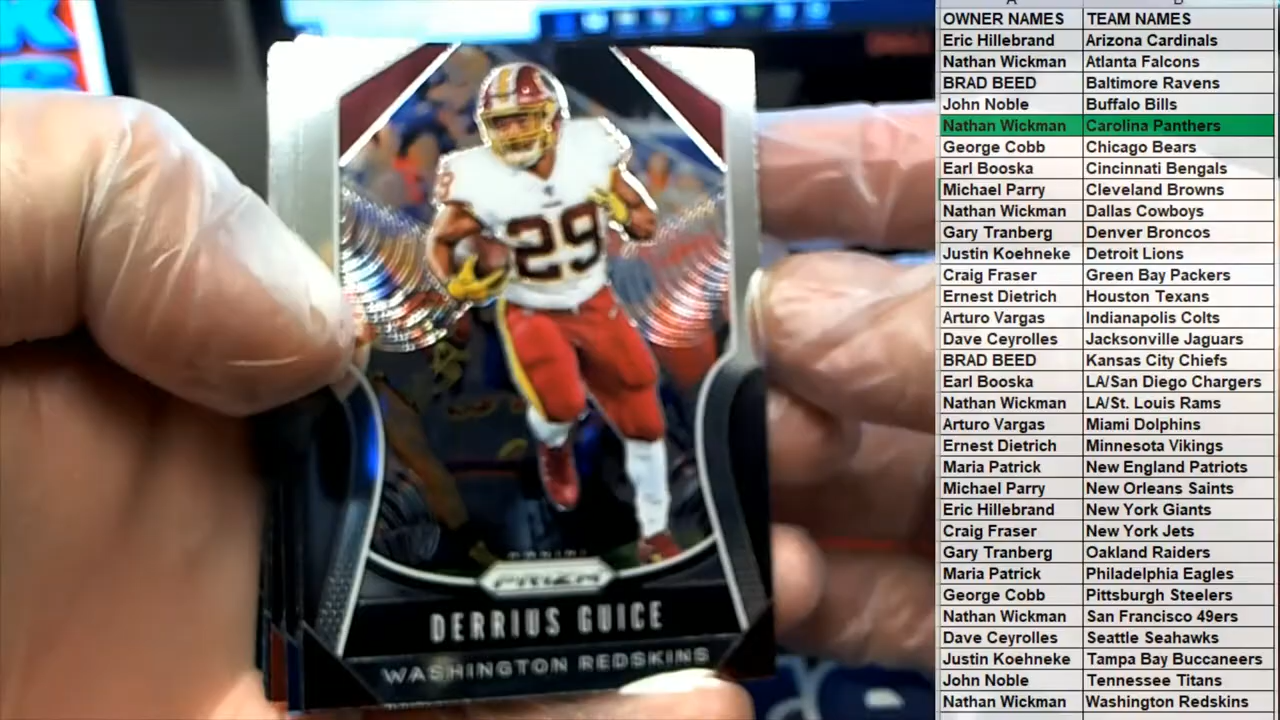 29
29
PANINI
PRIZM
DERRIUS GUICE
WASHINGTON REDSKINS
OWNER NAMES TEAM NAMES
Eric Hillebrand Arizona Cardinals
Nathan Wickman Atlanta Falcons
BRAD BEED Baltimore Ravens
John Noble Buffalo Bills
Nathan Wickman Carolina Panthers
George Cobb Chicago Bears
Earl Booska Cincinnati Bengals
Michael Parry Cleveland Browns
Nathan Wickman Dallas Cowboys
Gary Tranberg Denver Broncos
Justin Koehneke Detroit Lions
Craig Fraser Green Bay Packers
Ernest Dietrich Houston Texans
Arturo Vargas Indianapolis Colts
Dave Ceyrolles Jacksonville Jaguars
BRAD BEED Kansas City Chiefs
Earl Booska LA/San Diego Chargers
Nathan Wickman LA/St. Louis Rams
Arturo Vargas Miami Dolphins
Ernest Dietrich Minnesota Vikings
Maria Patrick New England Patriots
Michael Parry New Orleans Saints
Eric Hillebrand New York Giants
Craig Fraser New York Jets
Gary Tranberg Oakland Raiders
Maria Patrick Philadelphia Eagles
George Cobb Pittsburgh Steelers
Nathan Wickman San Francisco 49ers
Dave Ceyrolles Seattle Seahawks
Justin Koehneke Tampa Bay Buccaneers
John Noble Tennessee Titans
Nathan Wickman Washington Redskins